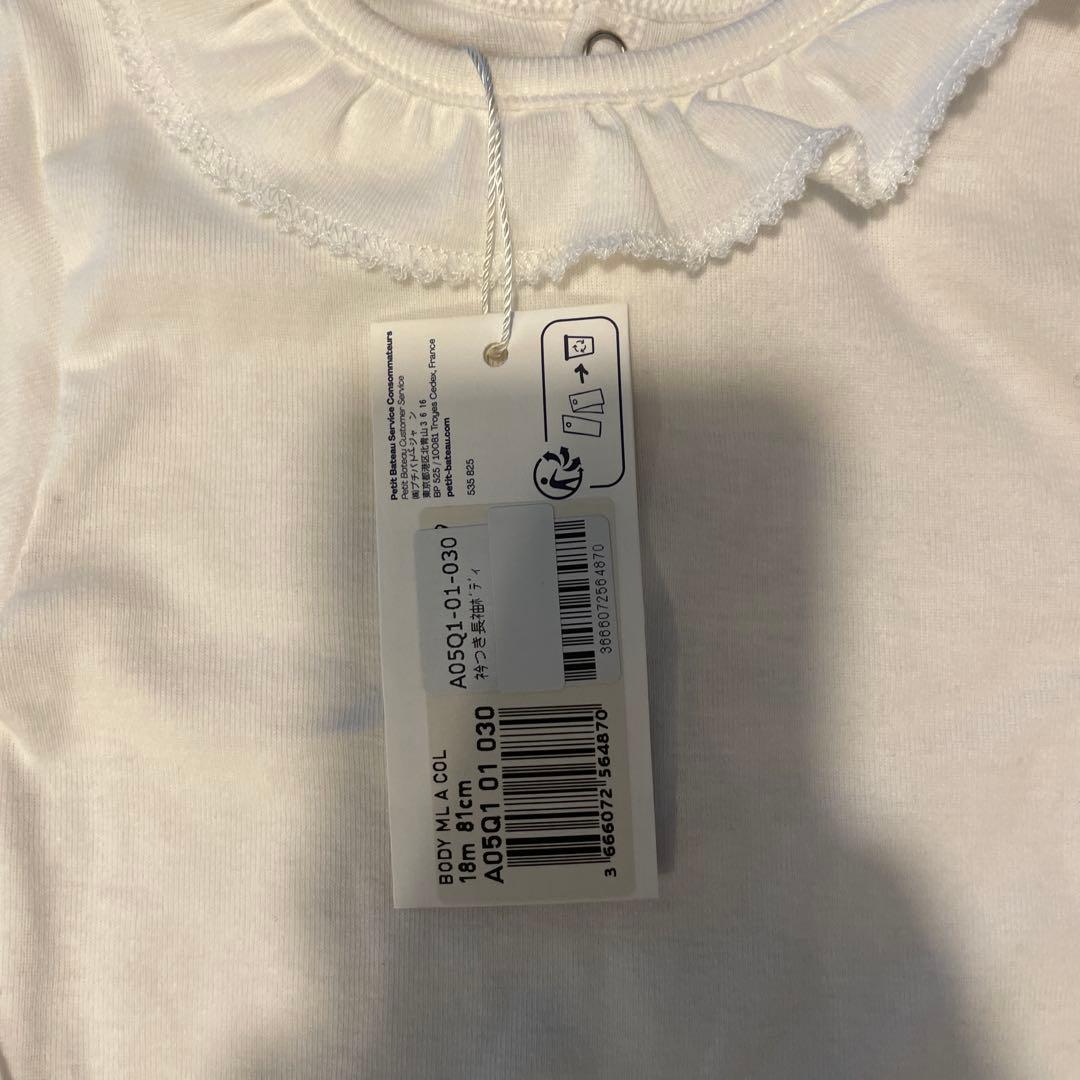 Petit Bateau Service Consommateurs
Petit Bateau Customer Service
㈱プチバトー ジャパン
東京都港区北青山3 6 16
BP 525 / 10081 Troyes Cedex, France
petit-bateau.com
535 825
A05Q1-01-030
衿つき長袖ボディ
3666072564870
BODY ML A COL
18m 81cm
A05Q1 01 030
3 666072 564870